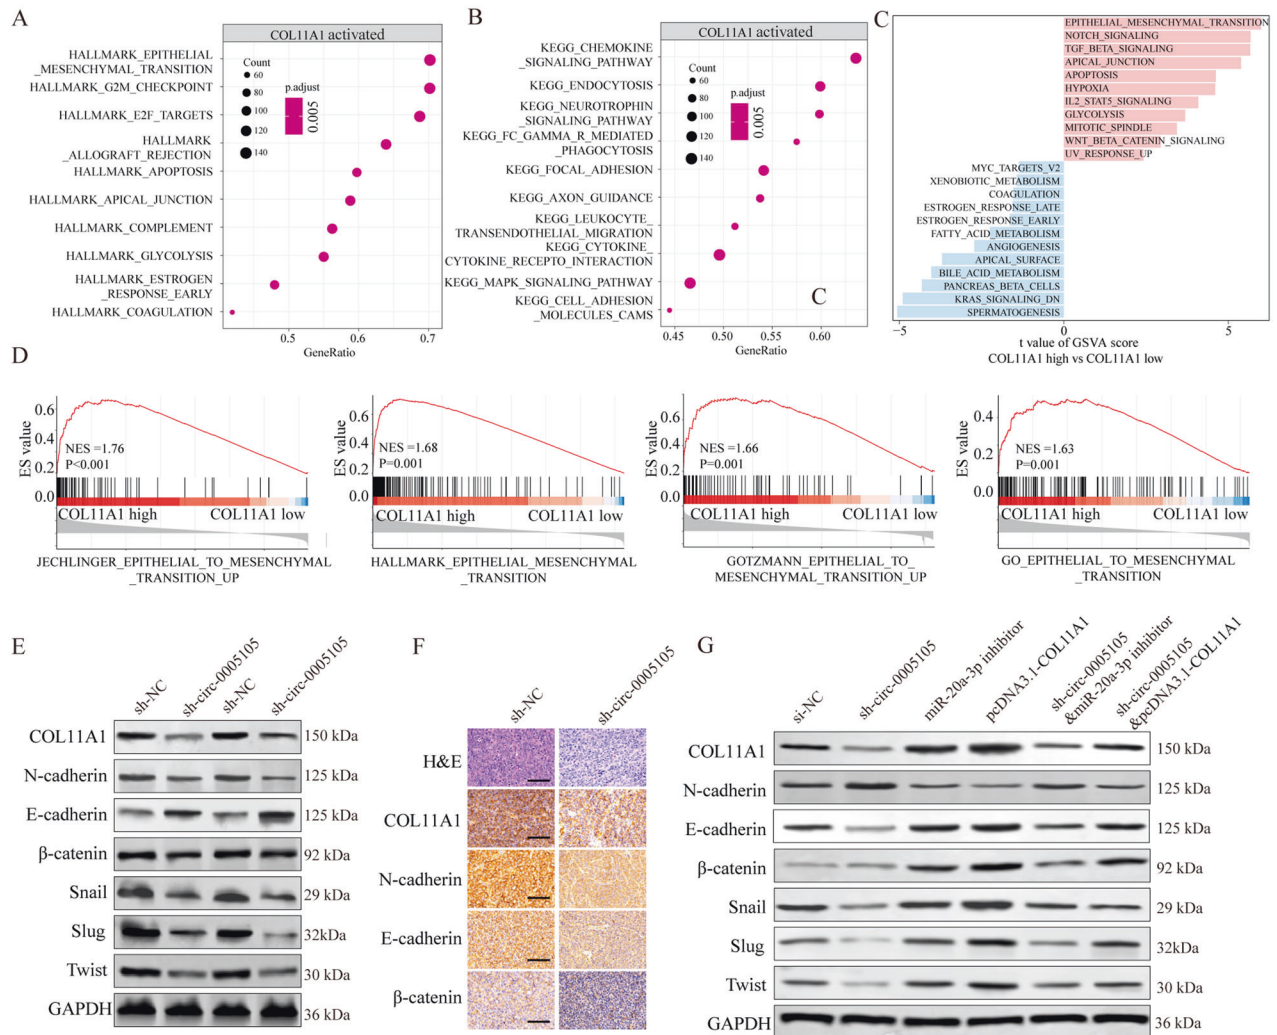 A
COL11A1 activated
HALLMARK_EPITHELIAL
_MESENCHYMAL_TRANSITION
HALLMARK_G2M_CHECKPOINT
HALLMARK_E2F_TARGETS
HALLMARK
_ALLOGRAFT_REJECTION
HALLMARK_APOPTOSIS
HALLMARK_APICAL_JUNCTION
HALLMARK_COMPLEMENT
HALLMARK_GLYCOLYSIS
HALLMARK_ESTROGEN
_RESPONSE_EARLY
HALLMARK_COAGULATION
Count
60
80
100
120
140
p.adjust
0.005
0.5 0.6 0.7
GeneRatio
B
COL11A1 activated
KEGG_CHEMOKINE
_SIGNALING_PATHWAY
KEGG_ENDOCYTOSIS
KEGG_NEUROTROPHIN
_SIGNALING_PATHWAY
KEGG_FC_GAMMA_R_MEDIATED
_PHAGOCYTOSIS
KEGG_FOCAL_ADHESION
KEGG_AXON_GUIDANCE
KEGG_LEUKOCYTE_
TRANSENDOTHELIAL_MIGRATION
KEGG_CYTOKINE_
CYTOKINE_RECEPTO_INTERACTION
KEGG_MAPK_SIGNALING_PATHWAY
KEGG_CELL_ADHESION
_MOLECULES_CAMS
Count
60
80
100
120
140
p.adjust
0.005
C
0.45 0.50 0.55 0.60
GeneRatio
C
EPITHELIAL_MESENCHYMAL_TRANSITION
NOTCH_SIGNALING
TGF_BETA_SIGNALING
APICAL_JUNCTION
APOPTOSIS
HYPOXIA
IL2_STAT5_SIGNALING
GLYCOLYSIS
MITOTIC_SPINDLE
WNT_BETA_CATENIN_SIGNALING
UV_RESPONSE_UP
MYC_TARGETS_V2
XENOBIOTIC_METABOLISM
COAGULATION
ESTROGEN_RESPONSE_LATE
ESTROGEN_RESPONSE_EARLY
FATTY_ACID_METABOLISM
ANGIOGENESIS
APICAL_SURFACE
BILE_ACID_METABOLISM
PANCREAS_BETA_CELLS
KRAS_SIGNALING_DN
SPERMATOGENESIS
−5 0 5
t value of GSVA score
COL11A1 high vs COL11A1 low
D
ES value
0.6
0.4
0.2
0.0
NES =1.76
P<0.001
COL11A1 high COL11A1 low
JECHLINGER_EPITHELIAL_TO_MESENCHYMAL
_TRANSITION_UP
ES value
0.6
0.4
0.2
0.0
NES =1.68
P=0.001
COL11A1 high COL11A1 low
HALLMARK_EPITHELIAL_MESENCHYMAL
_TRANSITION
ES value
0.6
0.4
0.2
0.0
NES =1.66
P=0.001
COL11A1 high COL11A1 low
GOTZMANN_EPITHELIAL_TO_
MESENCHYMAL_TRANSITION_UP
ES value
0.4
0.2
0.0
NES =1.63
P=0.001
COL11A1 high COL11A1 low
GO_EPITHELIAL_TO_MESENCHYMAL
_TRANSITION
E
sh-NC
sh-circ-0005105
sh-NC
sh-circ-0005105
COL11A1 150 kDa
N-cadherin 125 kDa
E-cadherin 125 kDa
β-catenin 92 kDa
Snail 29 kDa
Slug 32kDa
Twist 30 kDa
GAPDH 36 kDa
F
sh-NC
sh-circ-0005105
H&E
COL11A1
N-cadherin
E-cadherin
β-catenin
G
si-NC
sh-circ-0005105
miR-20a-3p inhibitor
pcDNA3.1-COL11A1
sh-circ-0005105
&miR-20a-3p inhibitor
sh-circ-0005105
&pcDNA3.1-COL11A1
COL11A1 150 kDa
N-cadherin 125 kDa
E-cadherin 125 kDa
β-catenin 92 kDa
Snail 29 kDa
Slug 32kDa
Twist 30 kDa
GAPDH 36 kDa